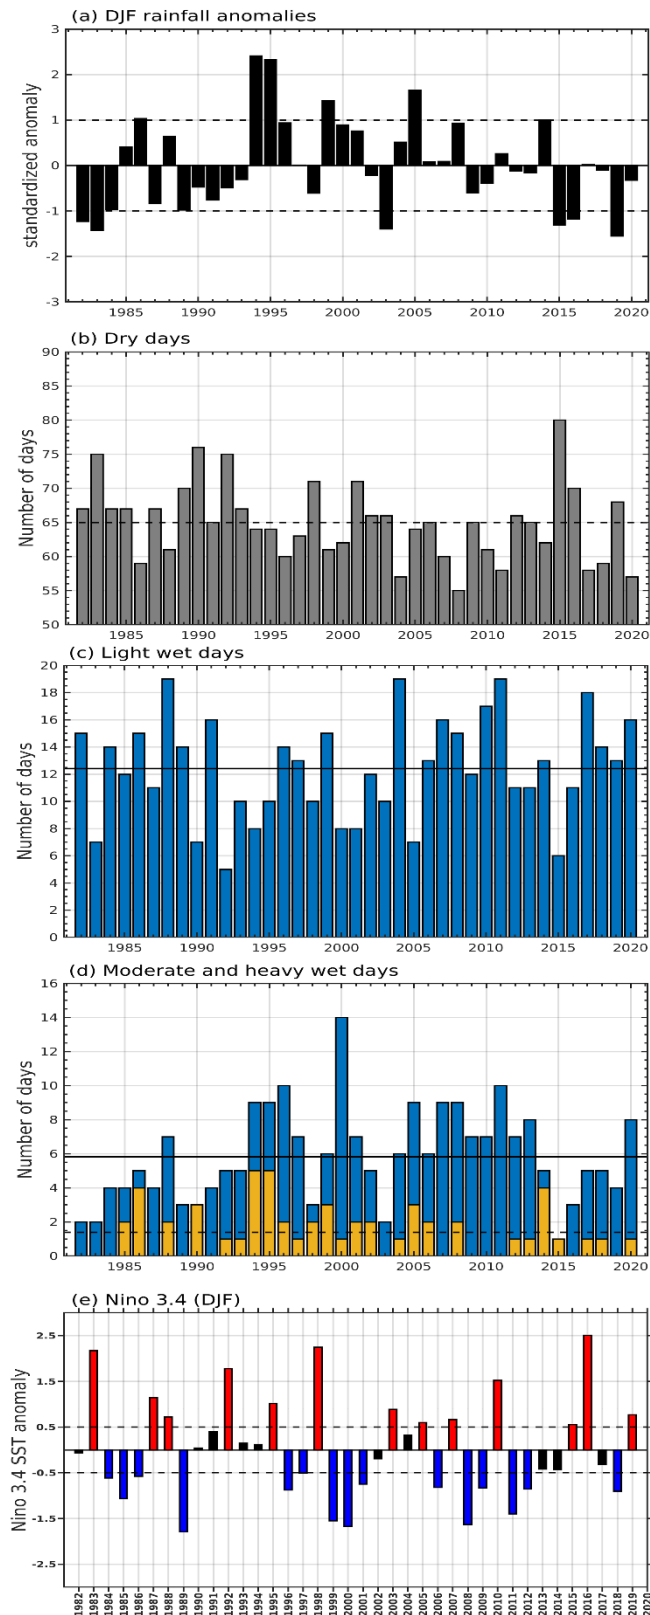 (a) DJF rainfall anomalies
3
2
1
0
-1
-2
-3
standardized anomaly
1985 1990 1995 2000 2005 2010 2015 2020
(b) Dry days
90
85
80
75
70
65
60
55
50
Number of days
1985 1990 1995 2000 2005 2010 2015 2020
(c) Light wet days
20
18
16
14
12
10
8
6
4
2
0
Number of days
1985 1990 1995 2000 2005 2010 2015 2020
(d) Moderate and heavy wet days
16
14
12
10
8
6
4
2
0
Number of days
1985 1990 1995 2000 2005 2010 2015 2020
(e) Nino 3.4 (DJF)
2.5
1.5
0.5
-0.5
-1.5
-2.5
Nino 3.4 SST anomaly
1982 1983 1984 1985 1986 1987 1988 1989 1990 1991 1992 1993 1994 1995 1996 1997 1998 1999 2000 2001 2002 2003 2004 2005 2006 2007 2008 2009 2010 2011 2012 2013 2014 2015 2016 2017 2018 2019 2020